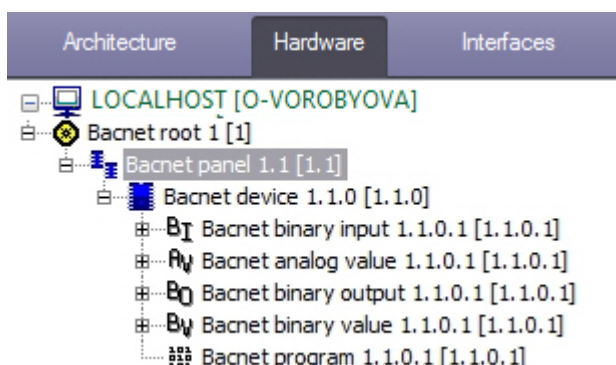 Architecture Hardware Interfaces
LOCALHOST [O-VOROBYOVA]
Bacnet root 1 [1]
Bacnet panel 1.1 [1.1]
Bacnet device 1.1.0 [1.1.0]
BI Bacnet binary input 1.1.0.1 [1.1.0.1]
AV Bacnet analog value 1.1.0.1 [1.1.0.1]
BO Bacnet binary output 1.1.0.1 [1.1.0.1]
BV Bacnet binary value 1.1.0.1 [1.1.0.1]
Bacnet program 1.1.0.1 [1.1.0.1]